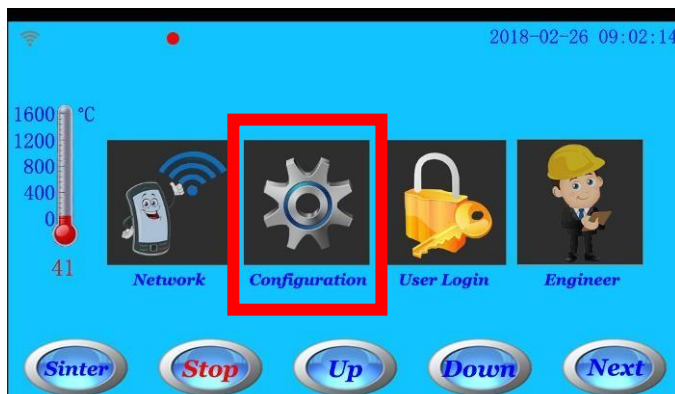 2018-02-26 09:02:14
1600 °C
1200
800
400
0
41
Network Configuration User Login Engineer
Sinter Stop Up Down Next